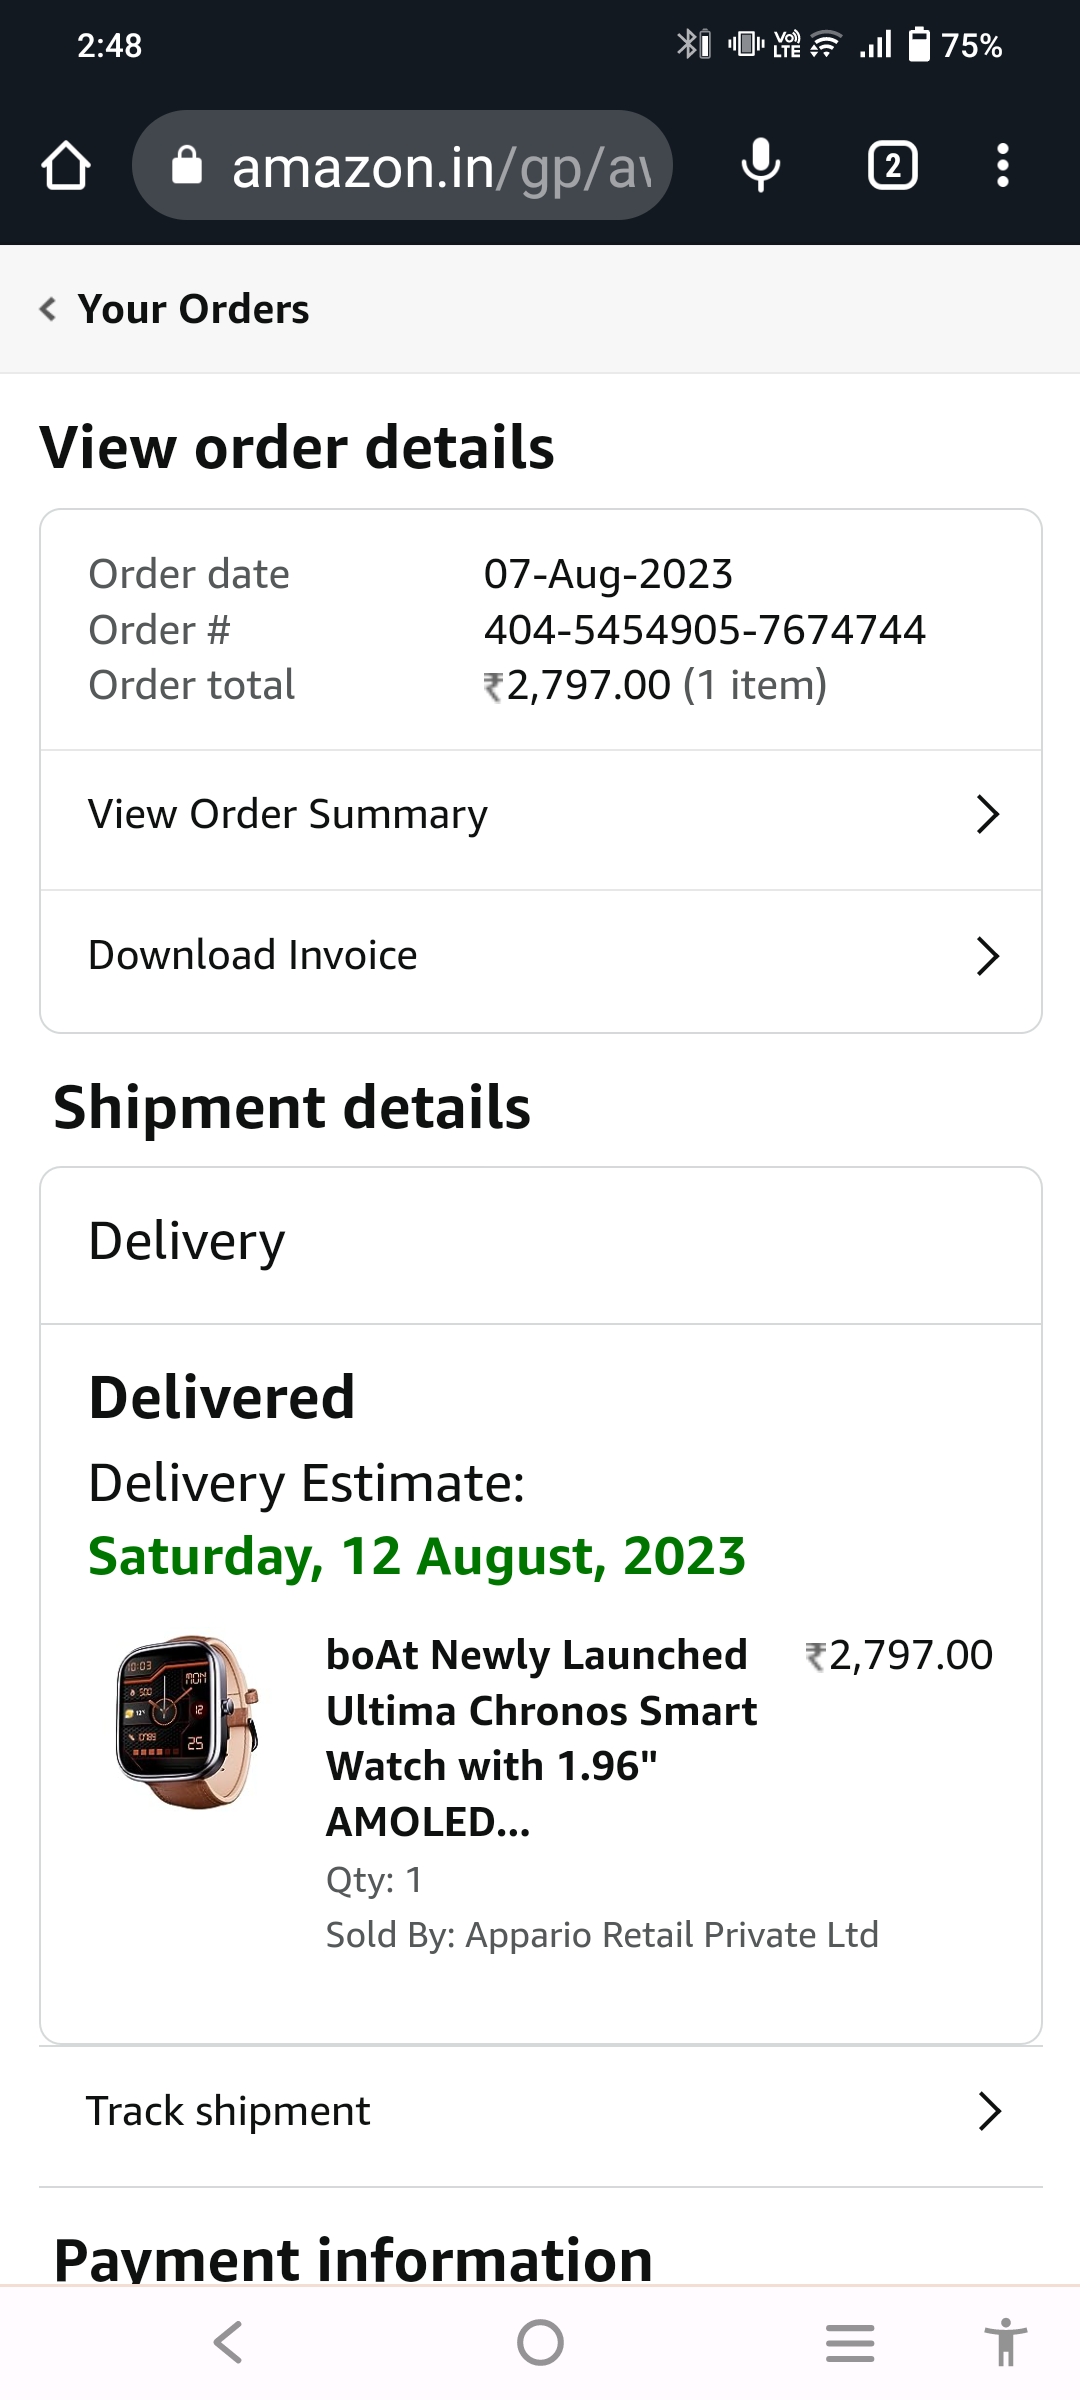 2:48
Vo)) LTE
75%
amazon.in/gp/a
2
Your Orders
View order details
Order date 07-Aug-2023
Order # 404-5454905-7674744
Order total ₹2,797.00 (1 item)
View Order Summary
Download Invoice
Shipment details
Delivery
Delivered
Delivery Estimate:
Saturday, 12 August, 2023
boAt Newly Launched ₹2,797.00
Ultima Chronos Smart
Watch with 1.96"
AMOLED...
Qty: 1
Sold By: Appario Retail Private Ltd
10:03
MON
500
12
25
Track shipment
Payment information